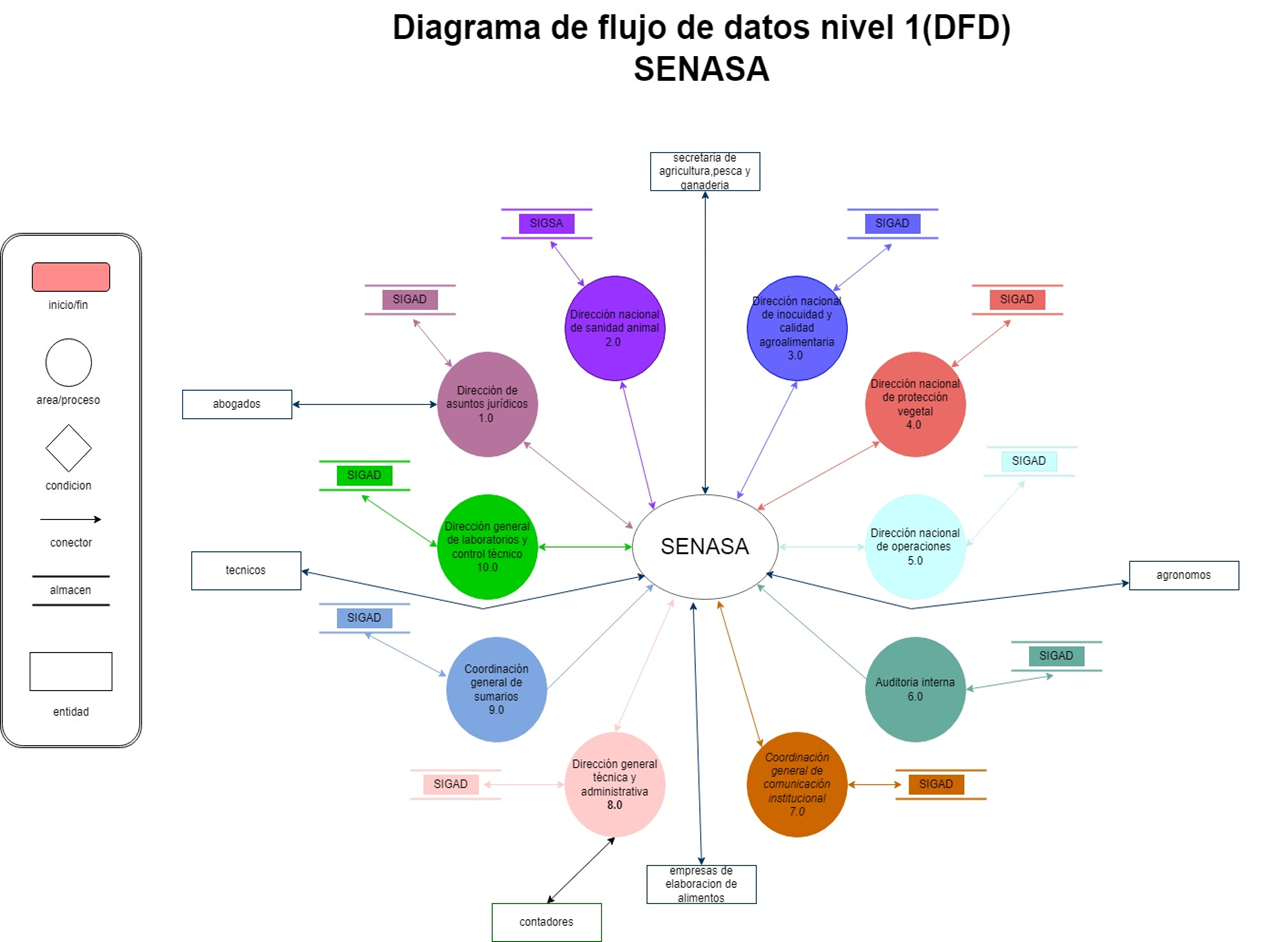 Diagrama de flujo de datos nivel 1(DFD)
SENASA
secretaria de
agricultura,pesca y
ganaderia
SIGSA
SIGAD
SIGAD
SIGAD
inicio/fin
area/proceso
condicion
conector
almacen
entidad
Dirección nacional
de sanidad animal
2.0
Dirección nacional
de inocuidad y
calidad
agroalimentaria
3.0
abogados
Dirección de
asuntos jurídicos
1.0
Dirección nacional
de protección
vegetal
4.0
SIGAD
SIGAD
Dirección general
de laboratorios y
control técnico
10.0
SENASA
Dirección nacional
de operaciones
5.0
tecnicos
agronomos
SIGAD
SIGAD
Coordinación
general de
sumarios
9.0
Auditoria interna
6.0
SIGAD
Dirección general
técnica y
administrativa
8.0
Coordinación
general de
comunicación
institucional
7.0
SIGAD
empresas de
elaboracion de
alimentos
contadores